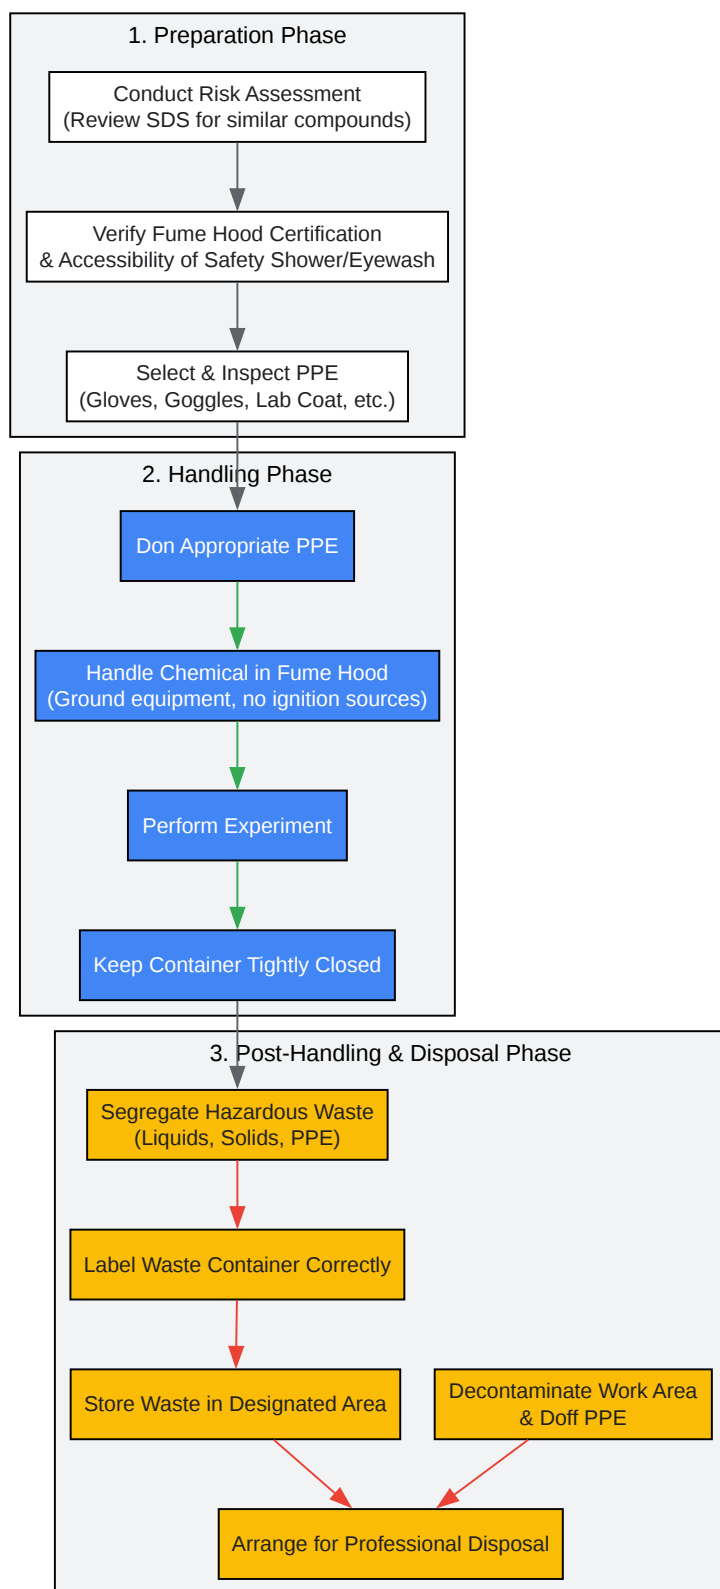 1. Preparation Phase
Conduct Risk Assessment
(Review SDS for similar compounds)
Verify Fume Hood Certification
& Accessibility of Safety Shower/Eyewash
Select & Inspect PPE
(Gloves, Goggles, Lab Coat, etc.)
2. Handling Phase
Don Appropriate PPE
Handle Chemical in Fume Hood
(Ground equipment, no ignition sources)
Perform Experiment
Keep Container Tightly Closed
3. Post-Handling & Disposal Phase
Segregate Hazardous Waste
(Liquids, Solids, PPE)
Label Waste Container Correctly
Store Waste in Designated Area
Decontaminate Work Area
& Doff PPE
Arrange for Professional Disposal